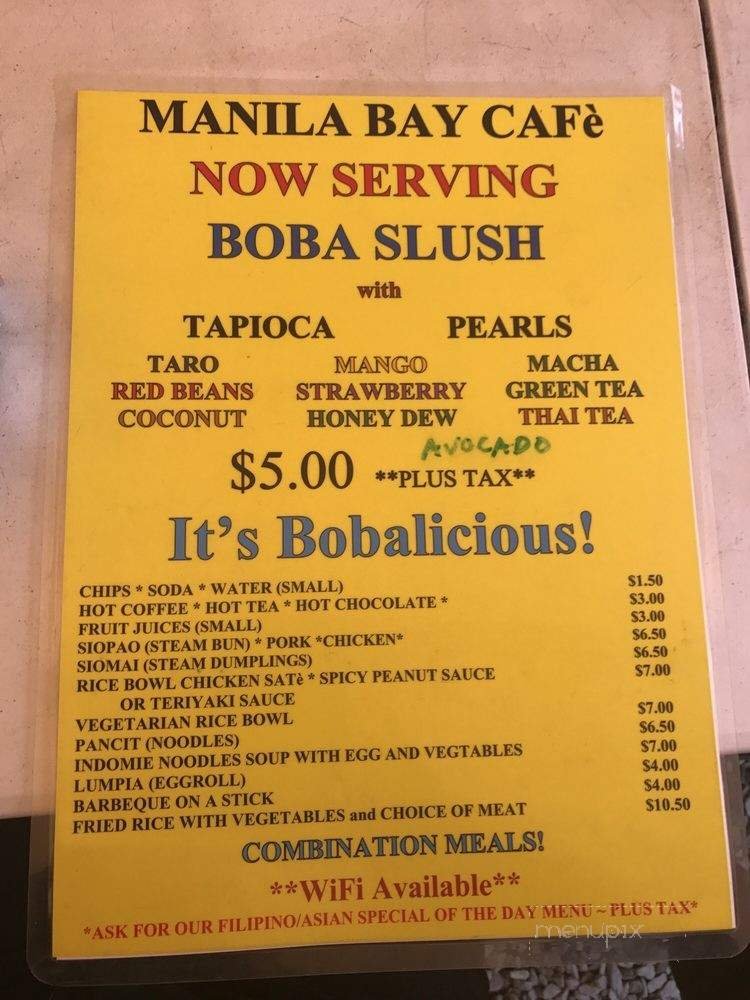 MANILA BAY CAFè
NOW SERVING
BOBA SLUSH
with
TAPIOCA PEARLS
TARO MANGO MACHA
RED BEANS STRAWBERRY GREEN TEA
COCONUT HONEY DEW THAI TEA
AVOCADO
$5.00 **PLUS TAX**
It's Bobalicious!
CHIPS * SODA * WATER (SMALL) $1.50
HOT COFFEE * HOT TEA * HOT CHOCOLATE * $3.00
FRUIT JUICES (SMALL) $3.00
SIOPAO (STEAM BUN) * PORK *CHICKEN* $6.50
SIOMAI (STEAM DUMPLINGS) $6.50
RICE BOWL CHICKEN SATè * SPICY PEANUT SAUCE $7.00
OR TERIYAKI SAUCE
VEGETARIAN RICE BOWL $7.00
PANCIT (NOODLES) $6.50
INDOMIE NOODLES SOUP WITH EGG AND VEGTABLES $7.00
LUMPIA (EGGROLL) $4.00
BARBEQUE ON A STICK $4.00
FRIED RICE WITH VEGETABLES and CHOICE OF MEAT $10.50
COMBINATION MEALS!
**WiFi Available**
*ASK FOR OUR FILIPINO/ASIAN SPECIAL OF THE DAY MENU ~ PLUS TAX*
menupix